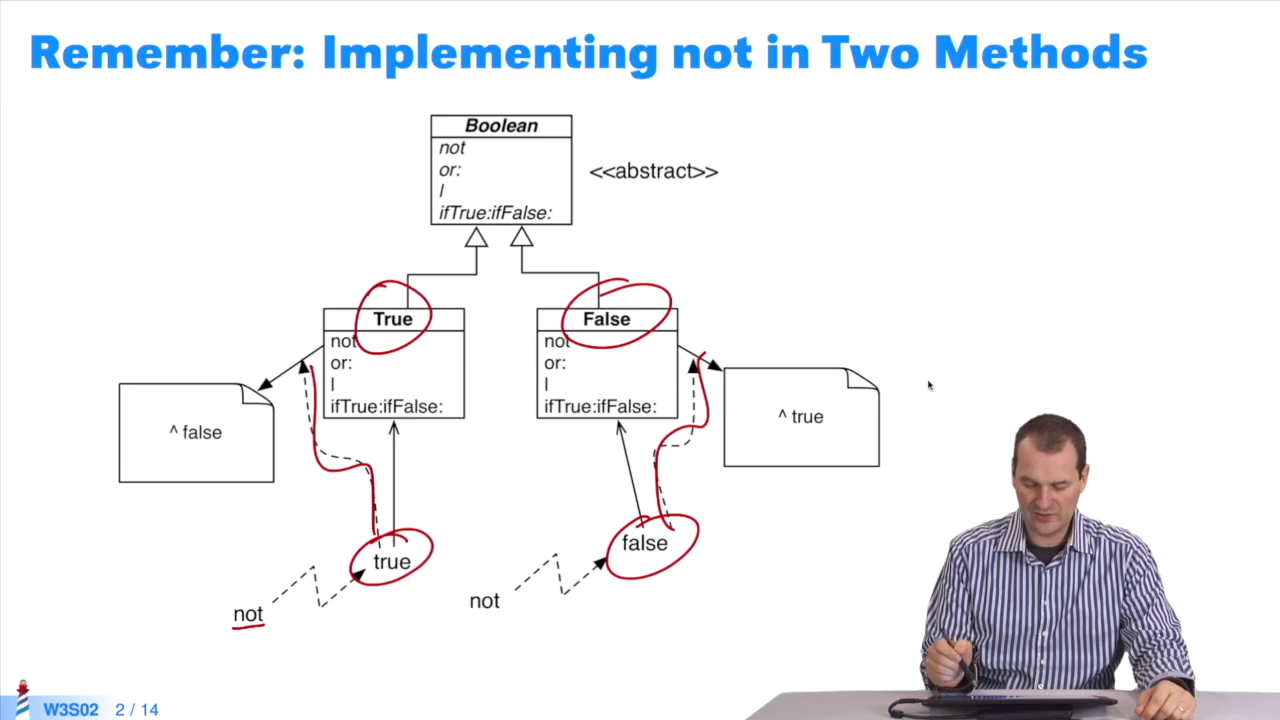 Remember: Implementing not in Two Methods
Boolean
not
or:
|
ifTrue:ifFalse:
<<abstract>>
True
not
or:
|
ifTrue:ifFalse:
False
not
or:
|
ifTrue:ifFalse:
^ false
^ true
true
false
not
not
W3S02 2 / 14